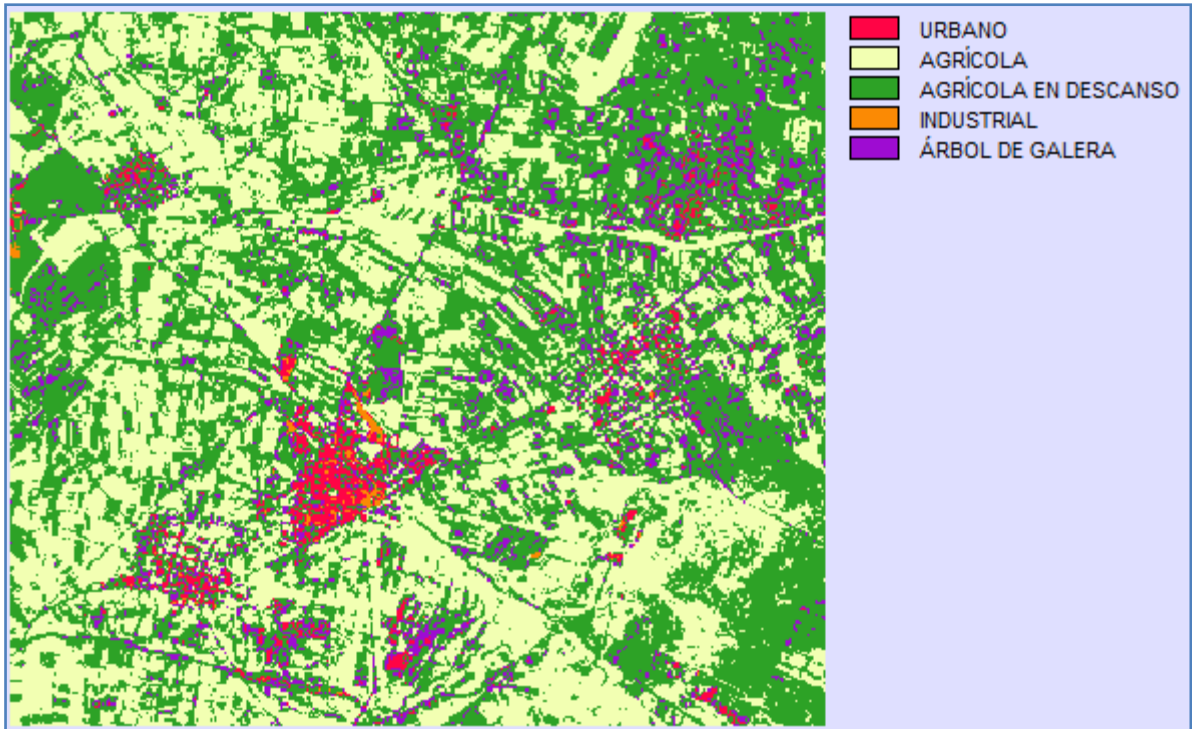 URBANO
AGRÍCOLA
AGRÍCOLA EN DESCANSO
INDUSTRIAL
ÁRBOL DE GALERA